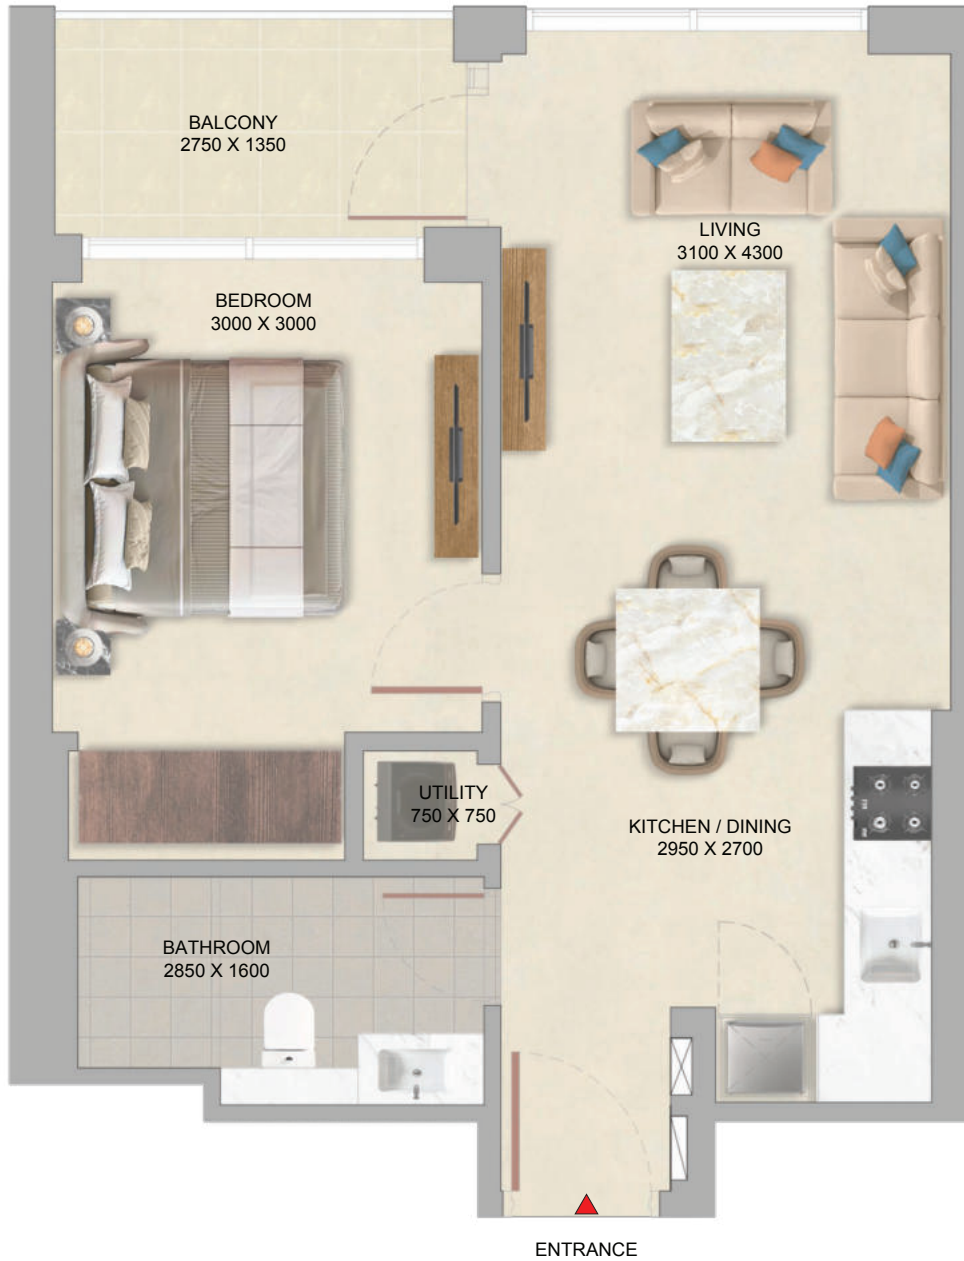 BALCONY
2750 X 1350
LIVING
3100 X 4300
BEDROOM
3000 X 3000
UTILITY
750 X 750
KITCHEN / DINING
2950 X 2700
BATHROOM
2850 X 1600
ENTRANCE